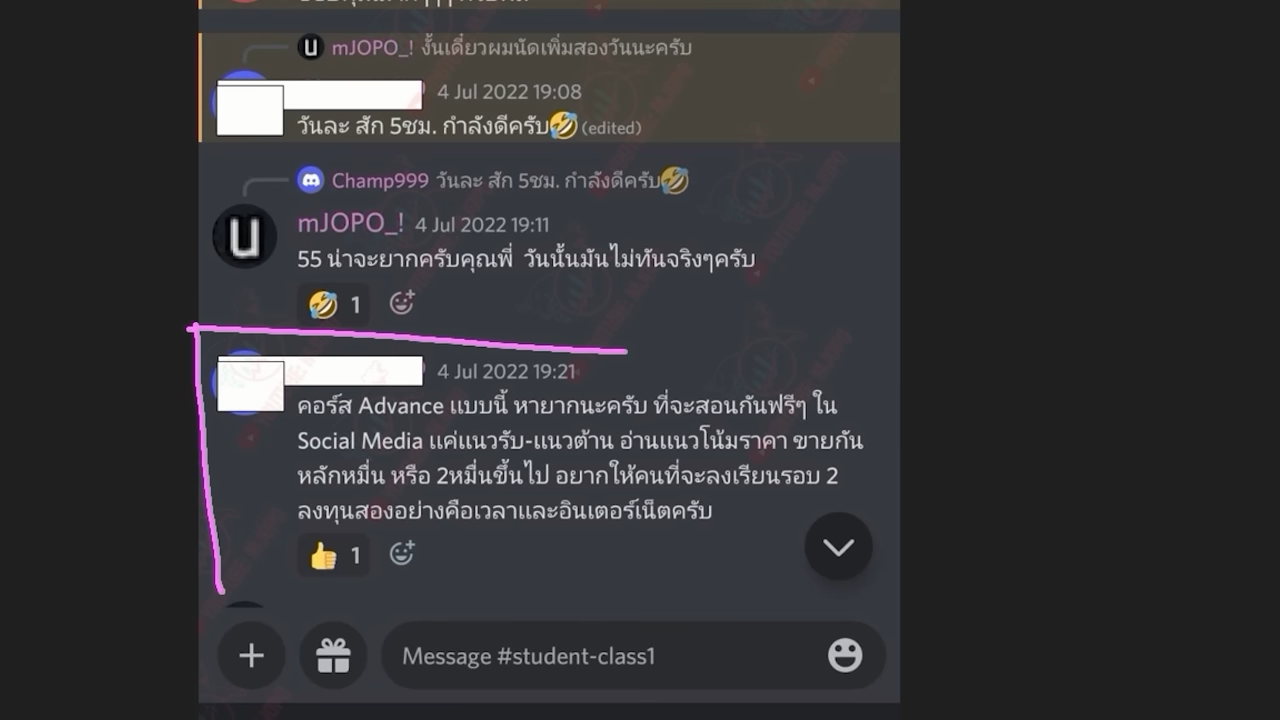 mJOPO_! งั้นเดี๋ยวผมนัดเพิ่มสองวันนะครับ
4 Jul 2022 19:08
วันละ สัก 5ชม. กำลังดีครับ🤣 (edited)
Champ999 วันละ สัก 5ชม. กำลังดีครับ🤣
mJOPO_! 4 Jul 2022 19:11
55 น่าจะยากครับคุณพี่ วันนั้นมันไม่ทันจริงๆครับ
🤣 1
4 Jul 2022 19:21
คอร์ส Advance แบบนี้ หายากนะครับ ที่จะสอนกันฟรีๆ ใน
Social Media แค่แนวรับ-แนวต้าน อ่านแนวโน้มราคา ขายกัน
หลักหมื่น หรือ 2หมื่นขึ้นไป อยากให้คนที่จะลงเรียนรอบ 2
ลงทุนสองอย่างคือเวลาและอินเตอร์เน็ตครับ
👍 1
Message #student-class1